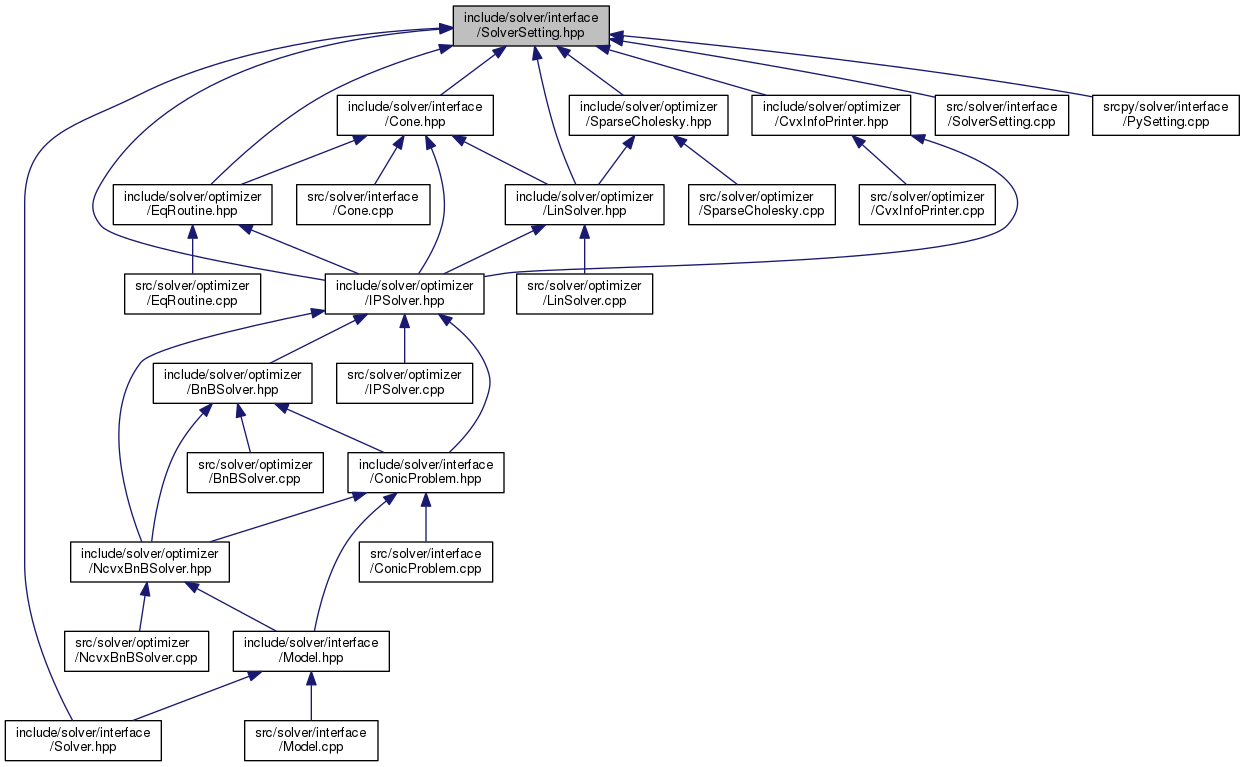 include/solver/interface
/SolverSetting.hpp
include/solver/interface
/Cone.hpp
include/solver/optimizer
/SparseCholesky.hpp
include/solver/optimizer
/CvxInfoPrinter.hpp
src/solver/interface
/SolverSetting.cpp
srcpy/solver/interface
/PySetting.cpp
include/solver/optimizer
/EqRoutine.hpp
src/solver/interface
/Cone.cpp
include/solver/optimizer
/LinSolver.hpp
src/solver/optimizer
/SparseCholesky.cpp
src/solver/optimizer
/CvxInfoPrinter.cpp
src/solver/optimizer
/EqRoutine.cpp
include/solver/optimizer
/IPSolver.hpp
src/solver/optimizer
/LinSolver.cpp
include/solver/optimizer
/BnBSolver.hpp
src/solver/optimizer
/IPSolver.cpp
src/solver/optimizer
/BnBSolver.cpp
include/solver/interface
/ConicProblem.hpp
include/solver/optimizer
/NcvxBnBSolver.hpp
src/solver/interface
/ConicProblem.cpp
src/solver/optimizer
/NcvxBnBSolver.cpp
include/solver/interface
/Model.hpp
include/solver/interface
/Solver.hpp
src/solver/interface
/Model.cpp